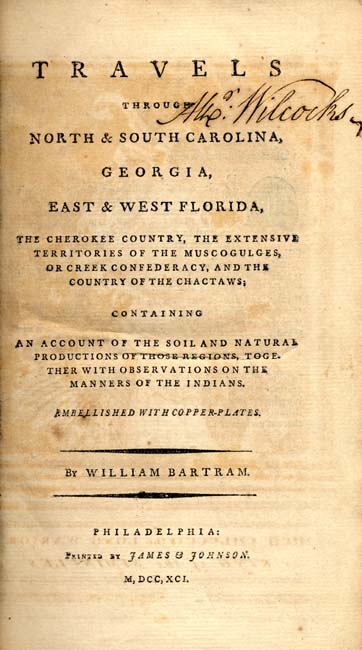 TRAVELS
THROUGH
Alexr. Wilcocks
NORTH & SOUTH CAROLINA,
GEORGIA,
EAST & WEST FLORIDA,
THE CHEROKEE COUNTRY, THE EXTENSIVE
TERRITORIES OF THE MUSCOGULGES,
OR CREEK CONFEDERACY, AND THE
COUNTRY OF THE CHACTAWS;
CONTAINING
AN ACCOUNT OF THE SOIL AND NATURAL
PRODUCTIONS OF THOSE REGIONS, TOGE-
THER WITH OBSERVATIONS ON THE
MANNERS OF THE INDIANS.
EMBELLISHED WITH COPPER-PLATES.
BY WILLIAM BARTRAM.
PHILADELPHIA:
PRINTED BY JAMES & JOHNSON.
M,DCC,XCI.